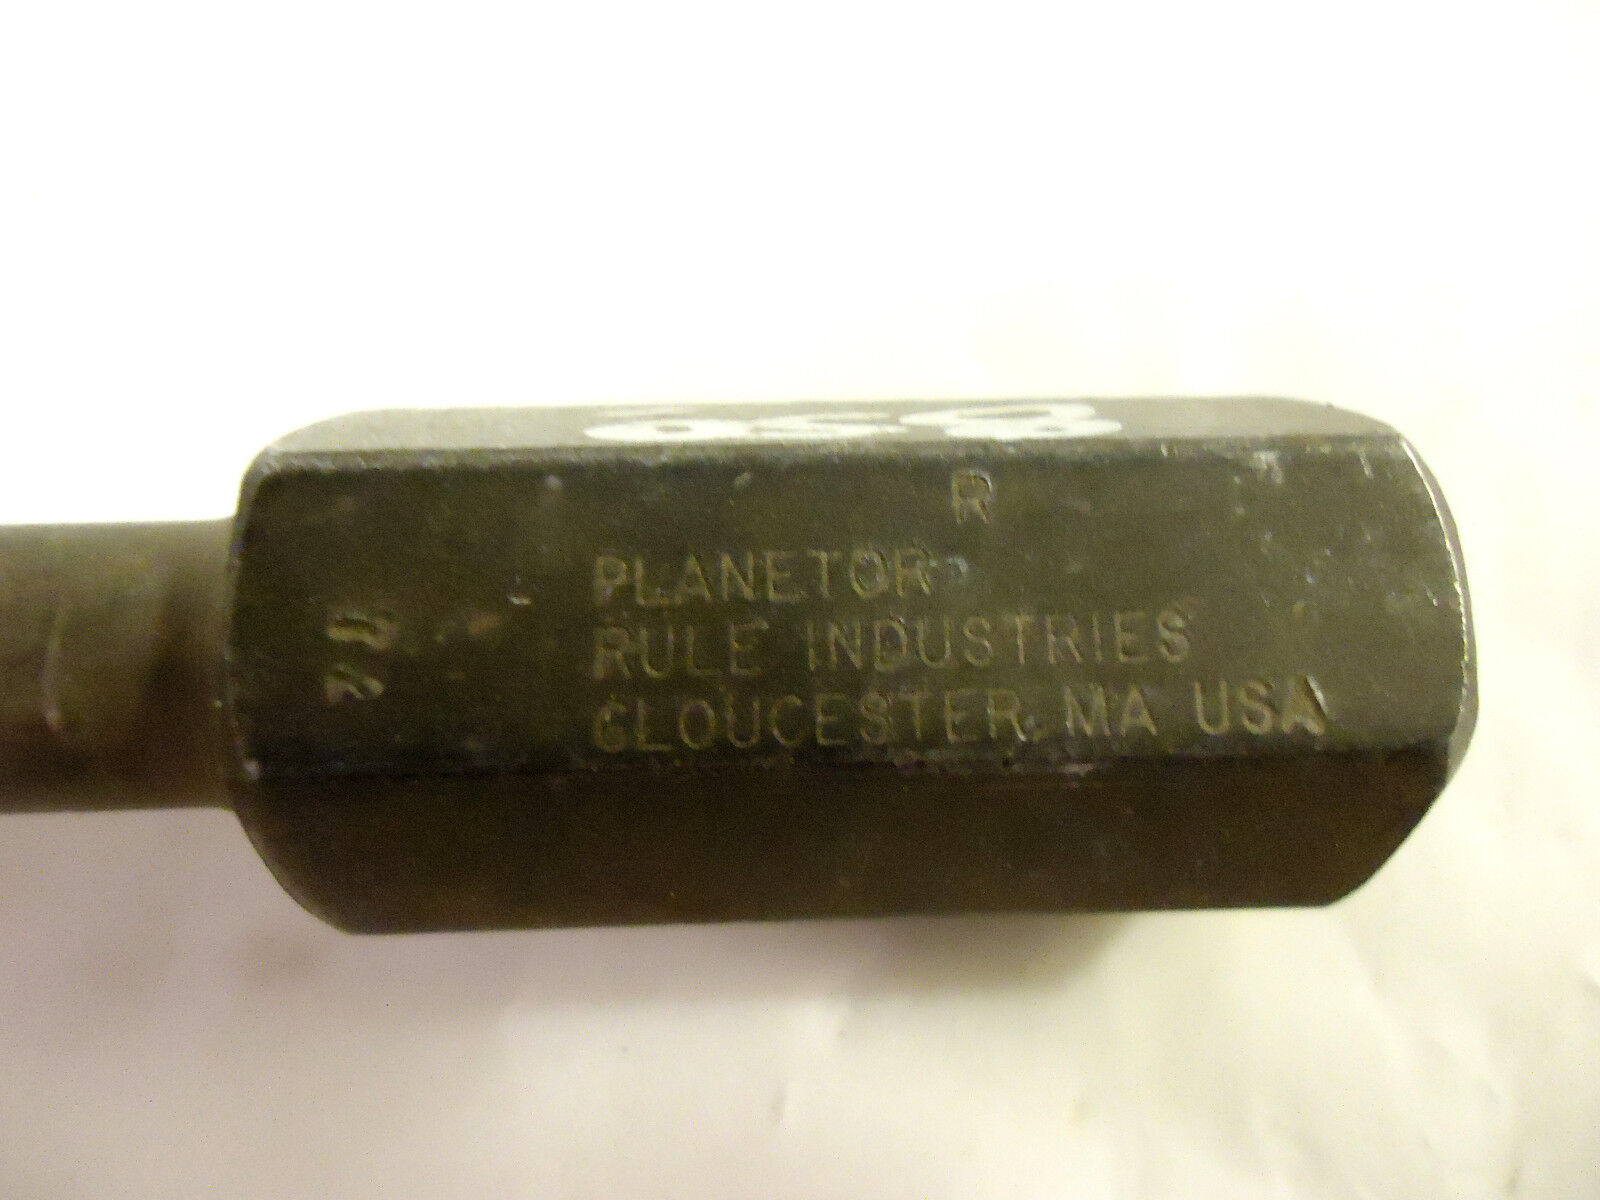 R
PLANETOR
RULE INDUSTRIES
GLOUCESTER, MA USA